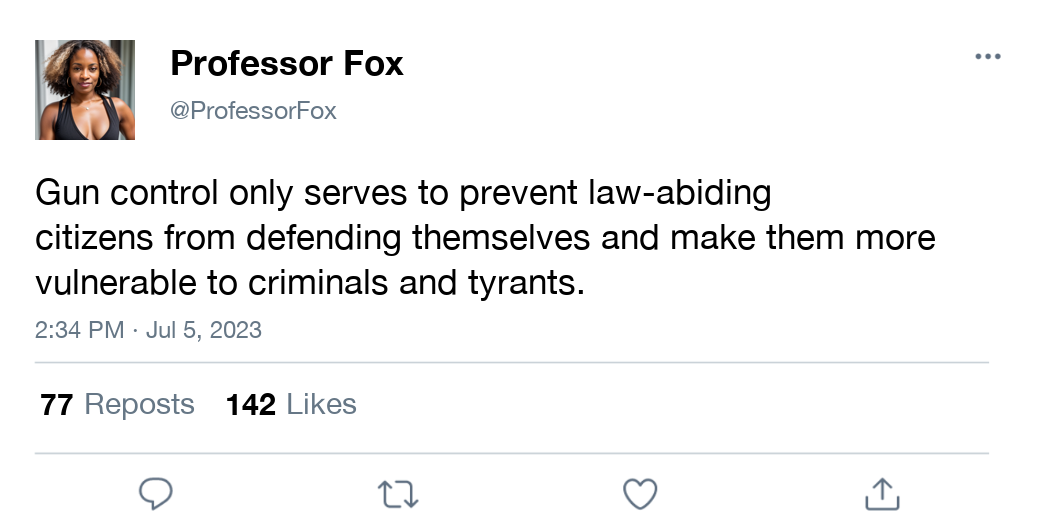 Professor Fox
@ProfessorFox
Gun control only serves to prevent law-abiding
citizens from defending themselves and make them more
vulnerable to criminals and tyrants.
2:34 PM · Jul 5, 2023
77 Reposts 142 Likes